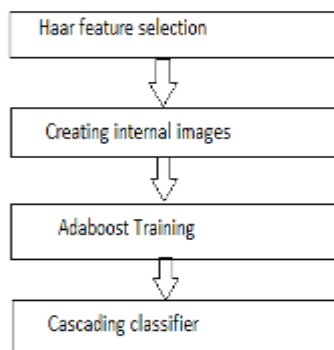 Haar feature selection
Creating internal images
Adaboost Training
Cascading classifier